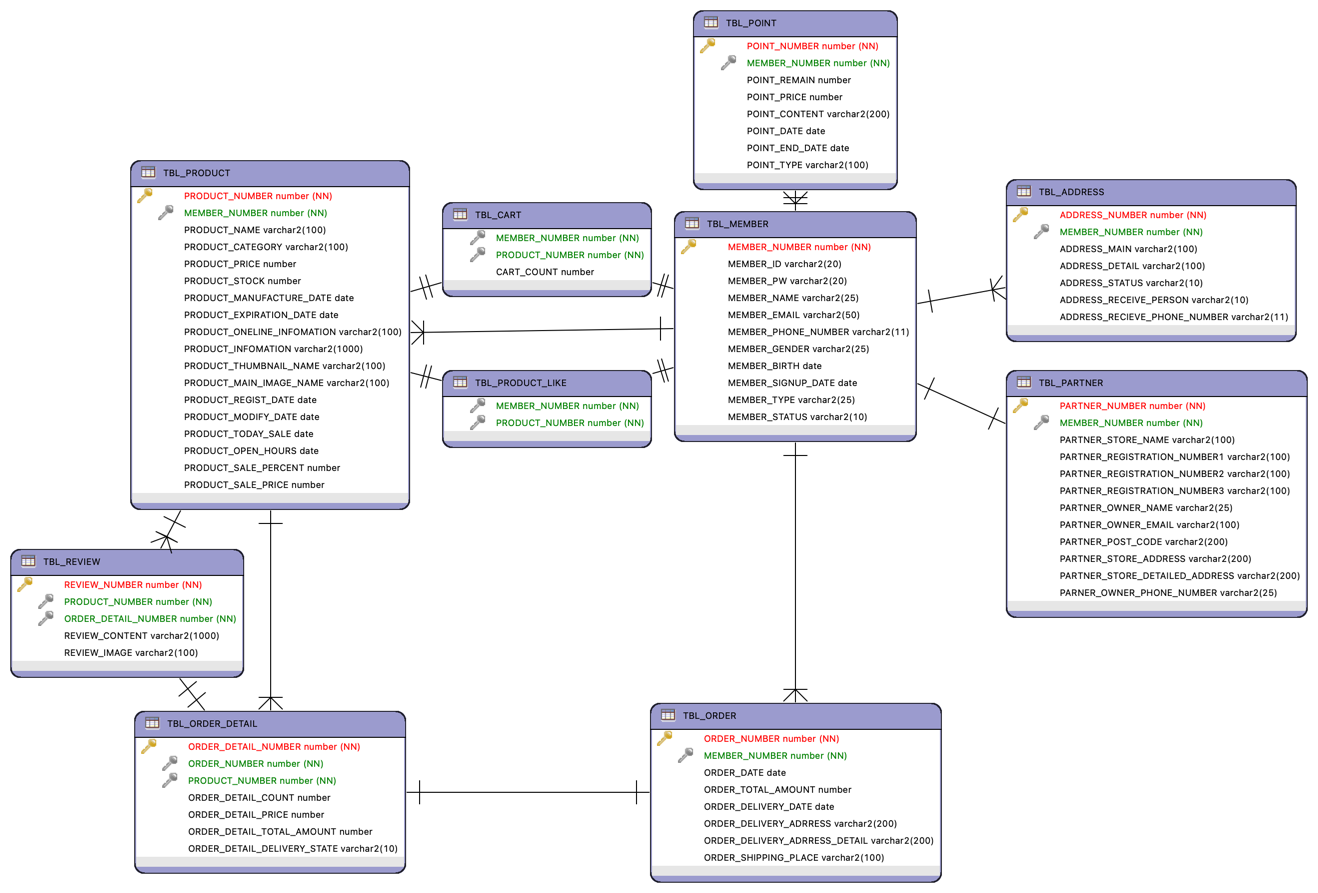 TBL_POINT
POINT_NUMBER number (NN)
MEMBER_NUMBER number (NN)
POINT_REMAIN number
POINT_PRICE number
POINT_CONTENT varchar2(200)
POINT_DATE date
POINT_END_DATE date
POINT_TYPE varchar2(100)
TBL_PRODUCT
PRODUCT_NUMBER number (NN)
MEMBER_NUMBER number (NN)
PRODUCT_NAME varchar2(100)
PRODUCT_CATEGORY varchar2(100)
PRODUCT_PRICE number
PRODUCT_STOCK number
PRODUCT_MANUFACTURE_DATE date
PRODUCT_EXPIRATION_DATE date
PRODUCT_ONELINE_INFOMATION varchar2(100)
PRODUCT_INFOMATION varchar2(1000)
PRODUCT_THUMBNAIL_NAME varchar2(100)
PRODUCT_MAIN_IMAGE_NAME varchar2(100)
PRODUCT_REGIST_DATE date
PRODUCT_MODIFY_DATE date
PRODUCT_TODAY_SALE date
PRODUCT_OPEN_HOURS date
PRODUCT_SALE_PERCENT number
PRODUCT_SALE_PRICE number
TBL_CART
MEMBER_NUMBER number (NN)
PRODUCT_NUMBER number (NN)
CART_COUNT number
TBL_PRODUCT_LIKE
MEMBER_NUMBER number (NN)
PRODUCT_NUMBER number (NN)
TBL_MEMBER
MEMBER_NUMBER number (NN)
MEMBER_ID varchar2(20)
MEMBER_PW varchar2(20)
MEMBER_NAME varchar2(25)
MEMBER_EMAIL varchar2(50)
MEMBER_PHONE_NUMBER varchar2(11)
MEMBER_GENDER varchar2(25)
MEMBER_BIRTH date
MEMBER_SIGNUP_DATE date
MEMBER_TYPE varchar2(25)
MEMBER_STATUS varchar2(10)
TBL_ADDRESS
ADDRESS_NUMBER number (NN)
MEMBER_NUMBER number (NN)
ADDRESS_MAIN varchar2(100)
ADDRESS_DETAIL varchar2(100)
ADDRESS_STATUS varchar2(10)
ADDRESS_RECEIVE_PERSON varchar2(10)
ADDRESS_RECIEVE_PHONE_NUMBER varchar2(11)
TBL_PARTNER
PARTNER_NUMBER number (NN)
MEMBER_NUMBER number (NN)
PARTNER_STORE_NAME varchar2(100)
PARTNER_REGISTRATION_NUMBER1 varchar2(100)
PARTNER_REGISTRATION_NUMBER2 varchar2(100)
PARTNER_REGISTRATION_NUMBER3 varchar2(100)
PARTNER_OWNER_NAME varchar2(25)
PARTNER_OWNER_EMAIL varchar2(100)
PARTNER_POST_CODE varchar2(200)
PARTNER_STORE_ADDRESS varchar2(200)
PARTNER_STORE_DETAILED_ADDRESS varchar2(200)
PARNER_OWNER_PHONE_NUMBER varchar2(25)
TBL_REVIEW
REVIEW_NUMBER number (NN)
PRODUCT_NUMBER number (NN)
ORDER_DETAIL_NUMBER number (NN)
REVIEW_CONTENT varchar2(1000)
REVIEW_IMAGE varchar2(100)
TBL_ORDER_DETAIL
ORDER_DETAIL_NUMBER number (NN)
ORDER_NUMBER number (NN)
PRODUCT_NUMBER number (NN)
ORDER_DETAIL_COUNT number
ORDER_DETAIL_PRICE number
ORDER_DETAIL_TOTAL_AMOUNT number
ORDER_DETAIL_DELIVERY_STATE varchar2(10)
TBL_ORDER
ORDER_NUMBER number (NN)
MEMBER_NUMBER number (NN)
ORDER_DATE date
ORDER_TOTAL_AMOUNT number
ORDER_DELIVERY_DATE date
ORDER_DELIVERY_ADRRESS varchar2(200)
ORDER_DELIVERY_ADRRESS_DETAIL varchar2(200)
ORDER_SHIPPING_PLACE varchar2(100)